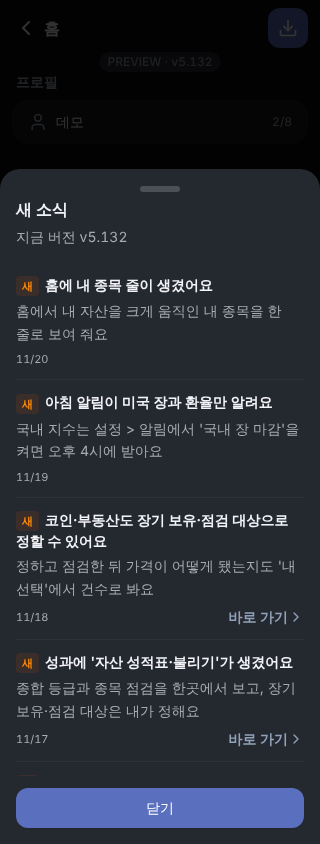 홈
PREVIEW · v5.132
프로필
데모
2/8
새 소식
지금 버전 v5.132
새 홈에 내 종목 줄이 생겼어요
홈에서 내 자산을 크게 움직인 내 종목을 한
줄로 보여 줘요
11/20
새 아침 알림이 미국 장과 환율만 알려요
국내 지수는 설정 > 알림에서 '국내 장 마감'을
켜면 오후 4시에 받아요
11/19
새 코인·부동산도 장기 보유·점검 대상으로
정할 수 있어요
정하고 점검한 뒤 가격이 어떻게 됐는지도 '내
선택'에서 건수로 봐요
11/18
바로 가기
새 성과에 '자산 성적표·불리기'가 생겼어요
종합 등급과 종목 점검을 한곳에서 보고, 장기
보유·점검 대상은 내가 정해요
11/17
바로 가기
닫기